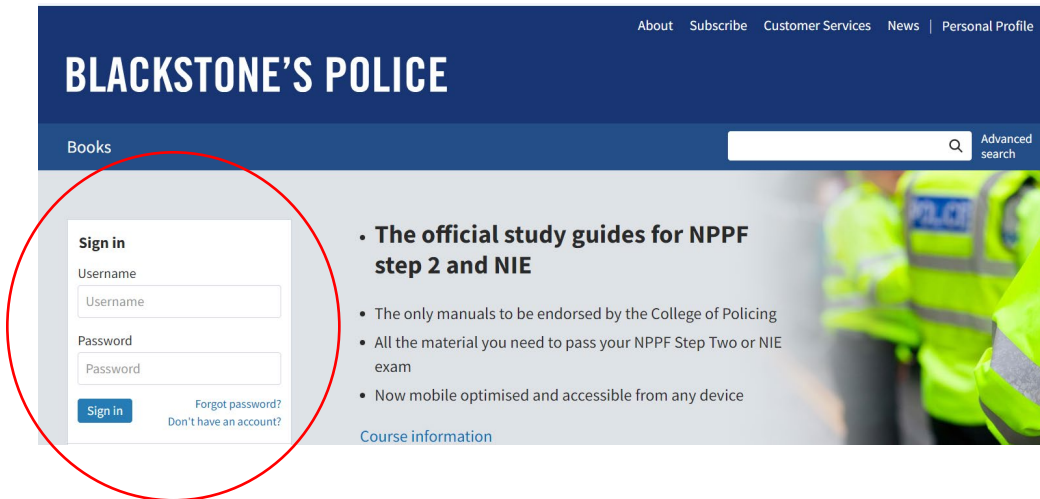 About Subscribe Customer Services News | Personal Profile
BLACKSTONE'S POLICE
Books
Advanced
search
Sign in
Username
Username
Password
Password
Sign in
Forgot password?
Don't have an account?
• The official study guides for NPPF
step 2 and NIE
• The only manuals to be endorsed by the College of Policing
• All the material you need to pass your NPPF Step Two or NIE
exam
• Now mobile optimised and accessible from any device
Course information
POLICE